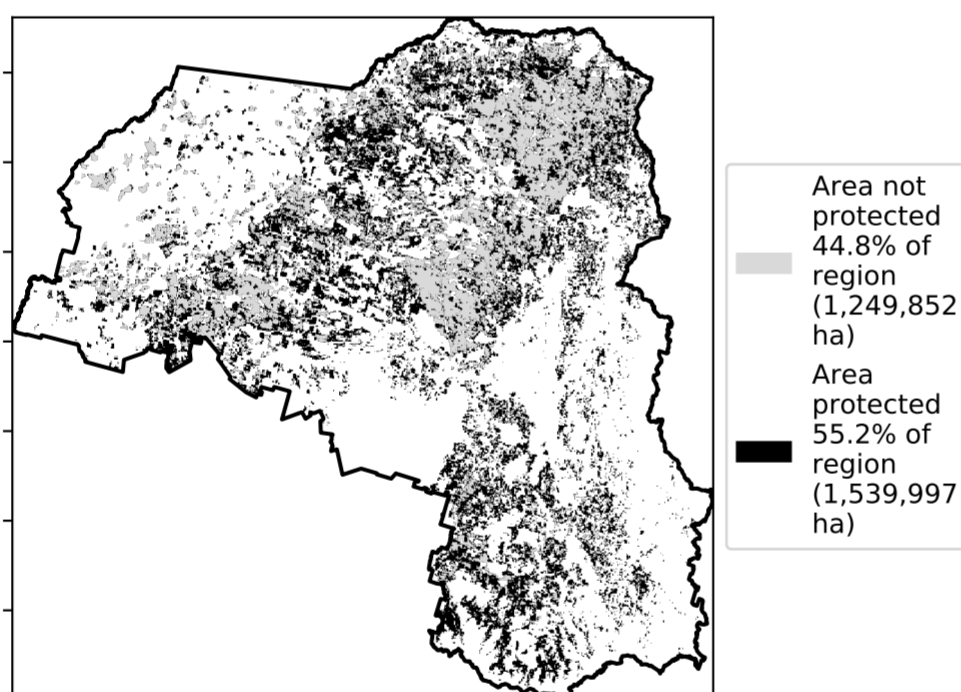 Area not
protected
44.8% of
region
(1,249,852
ha)
Area
protected
55.2% of
region
(1,539,997
ha)